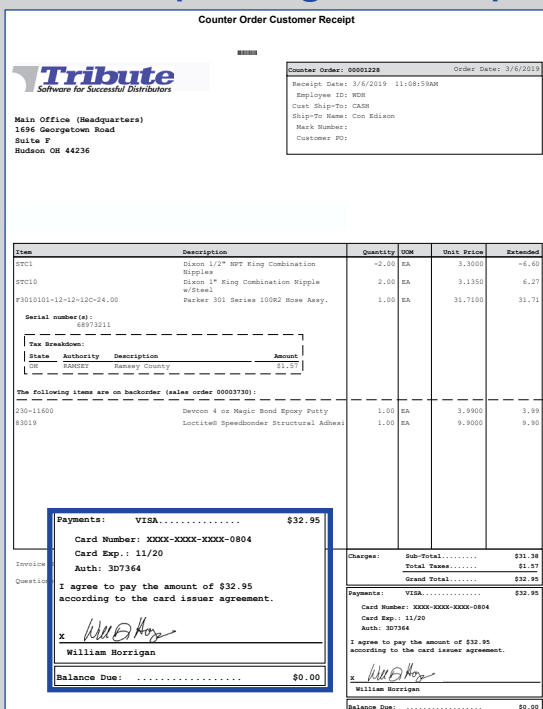 Counter Order Customer Receipt
Tribute
Software for Successful Distributors
Counter Order: 00001228 Order Date: 3/6/2019
Receipt Date: 3/6/2019 11:08:59AM
Employee ID: WDH
Cust Ship-To: CASH
Ship-To Name: Con Edison
Mark Number:
Customer PO:
Main Office (Headquarters)
1696 Georgetown Road
Suite F
Hudson OH 44236
Item Description Quantity UOM Unit Price Extended
STC1 Dixon 1/2" NPT King Combination -2.00 EA 3.3000 -6.60
Nipples
STC10 Dixon 1" King Combination Nipple 2.00 EA 3.1350 6.27
w/Steel
F3010101-12-12-12C-24.00 Parker 301 Series 100R2 Hose Assy. 1.00 EA 31.7100 31.71
Serial number(s):
68973211
Tax Breakdown:
State Authority Description Amount
OH RAMSEY Ramsey County $1.57
The following items are on backorder (sales order 00003730):
230-11600 Devcon 4 oz Magic Bond Epoxy Putty 1.00 EA 3.9900 3.99
83019 Loctite® Speedbonder Structural Adhesi 1.00 EA 9.9000 9.90
Payments: VISA............... $32.95
Card Number: XXXX-XXXX-XXXX-0804
Card Exp.: 11/20
Auth: 3D7364
I agree to pay the amount of $32.95
according to the card issuer agreement.
x
William Horrigan
Balance Due: .................. $0.00
Invoice
Question
Charges: Sub-Total......... $31.38
Total Taxes....... $1.57
Grand Total....... $32.95
Payments: VISA............... $32.95
Card Number: XXXX-XXXX-XXXX-0804
Card Exp.: 11/20
Auth: 3D7364
I agree to pay the amount of $32.95
according to the card issuer agreement.
x
William Horrigan
Balance Due: .................. $0.00